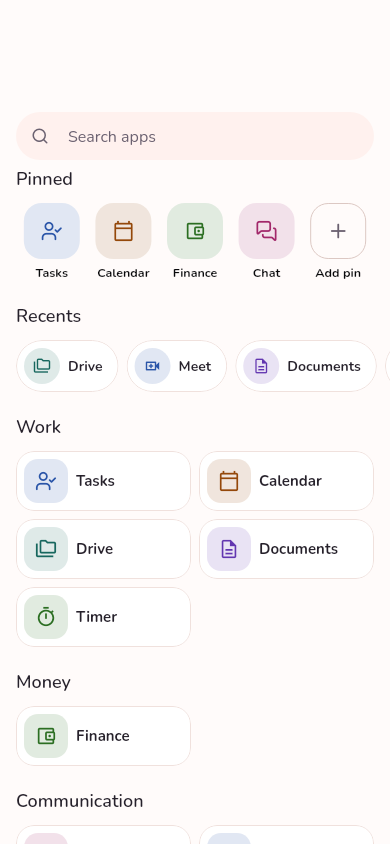 Search apps
Pinned
Tasks Calendar Finance Chat Add pin
Recents
Drive Meet Documents
Work
Tasks Calendar
Drive Documents
Timer
Money
Finance
Communication